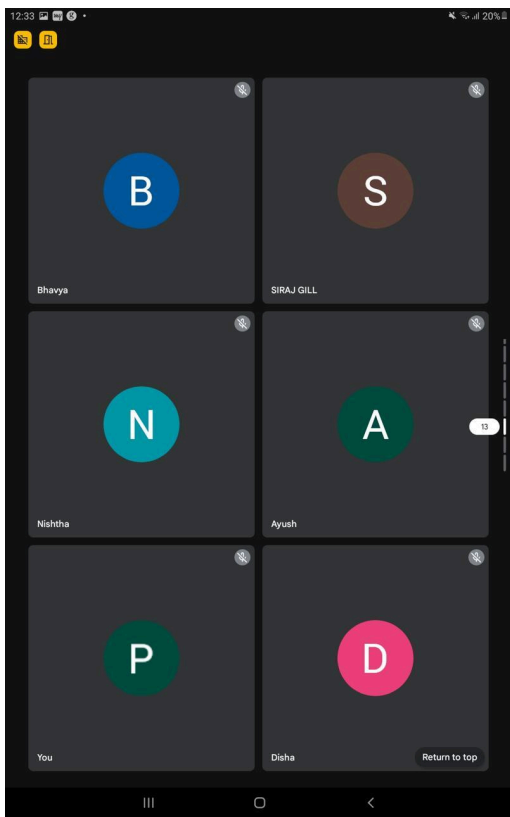 12:33
20%
B
Bhavya
S
SIRAJ GILL
N
Nishtha
A
Ayush
13
P
You
D
Disha
Return to top